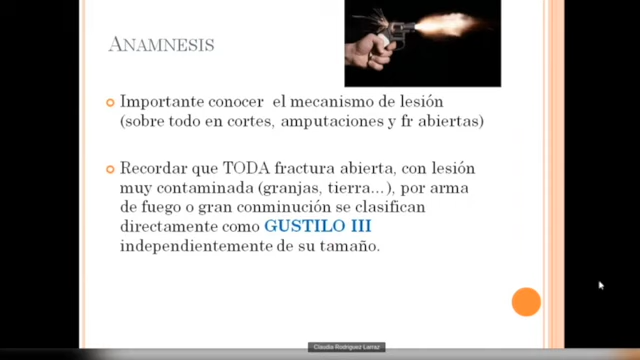 ANAMNESIS
Importante conocer el mecanismo de lesión
(sobre todo en cortes, amputaciones y fr abiertas)
Recordar que TODA fractura abierta, con lesión
muy contaminada (granjas, tierra...), por arma
de fuego o gran conminución se clasifican
directamente como GUSTILO III
independientemente de su tamaño.
Claudia Rodriguez Larraz